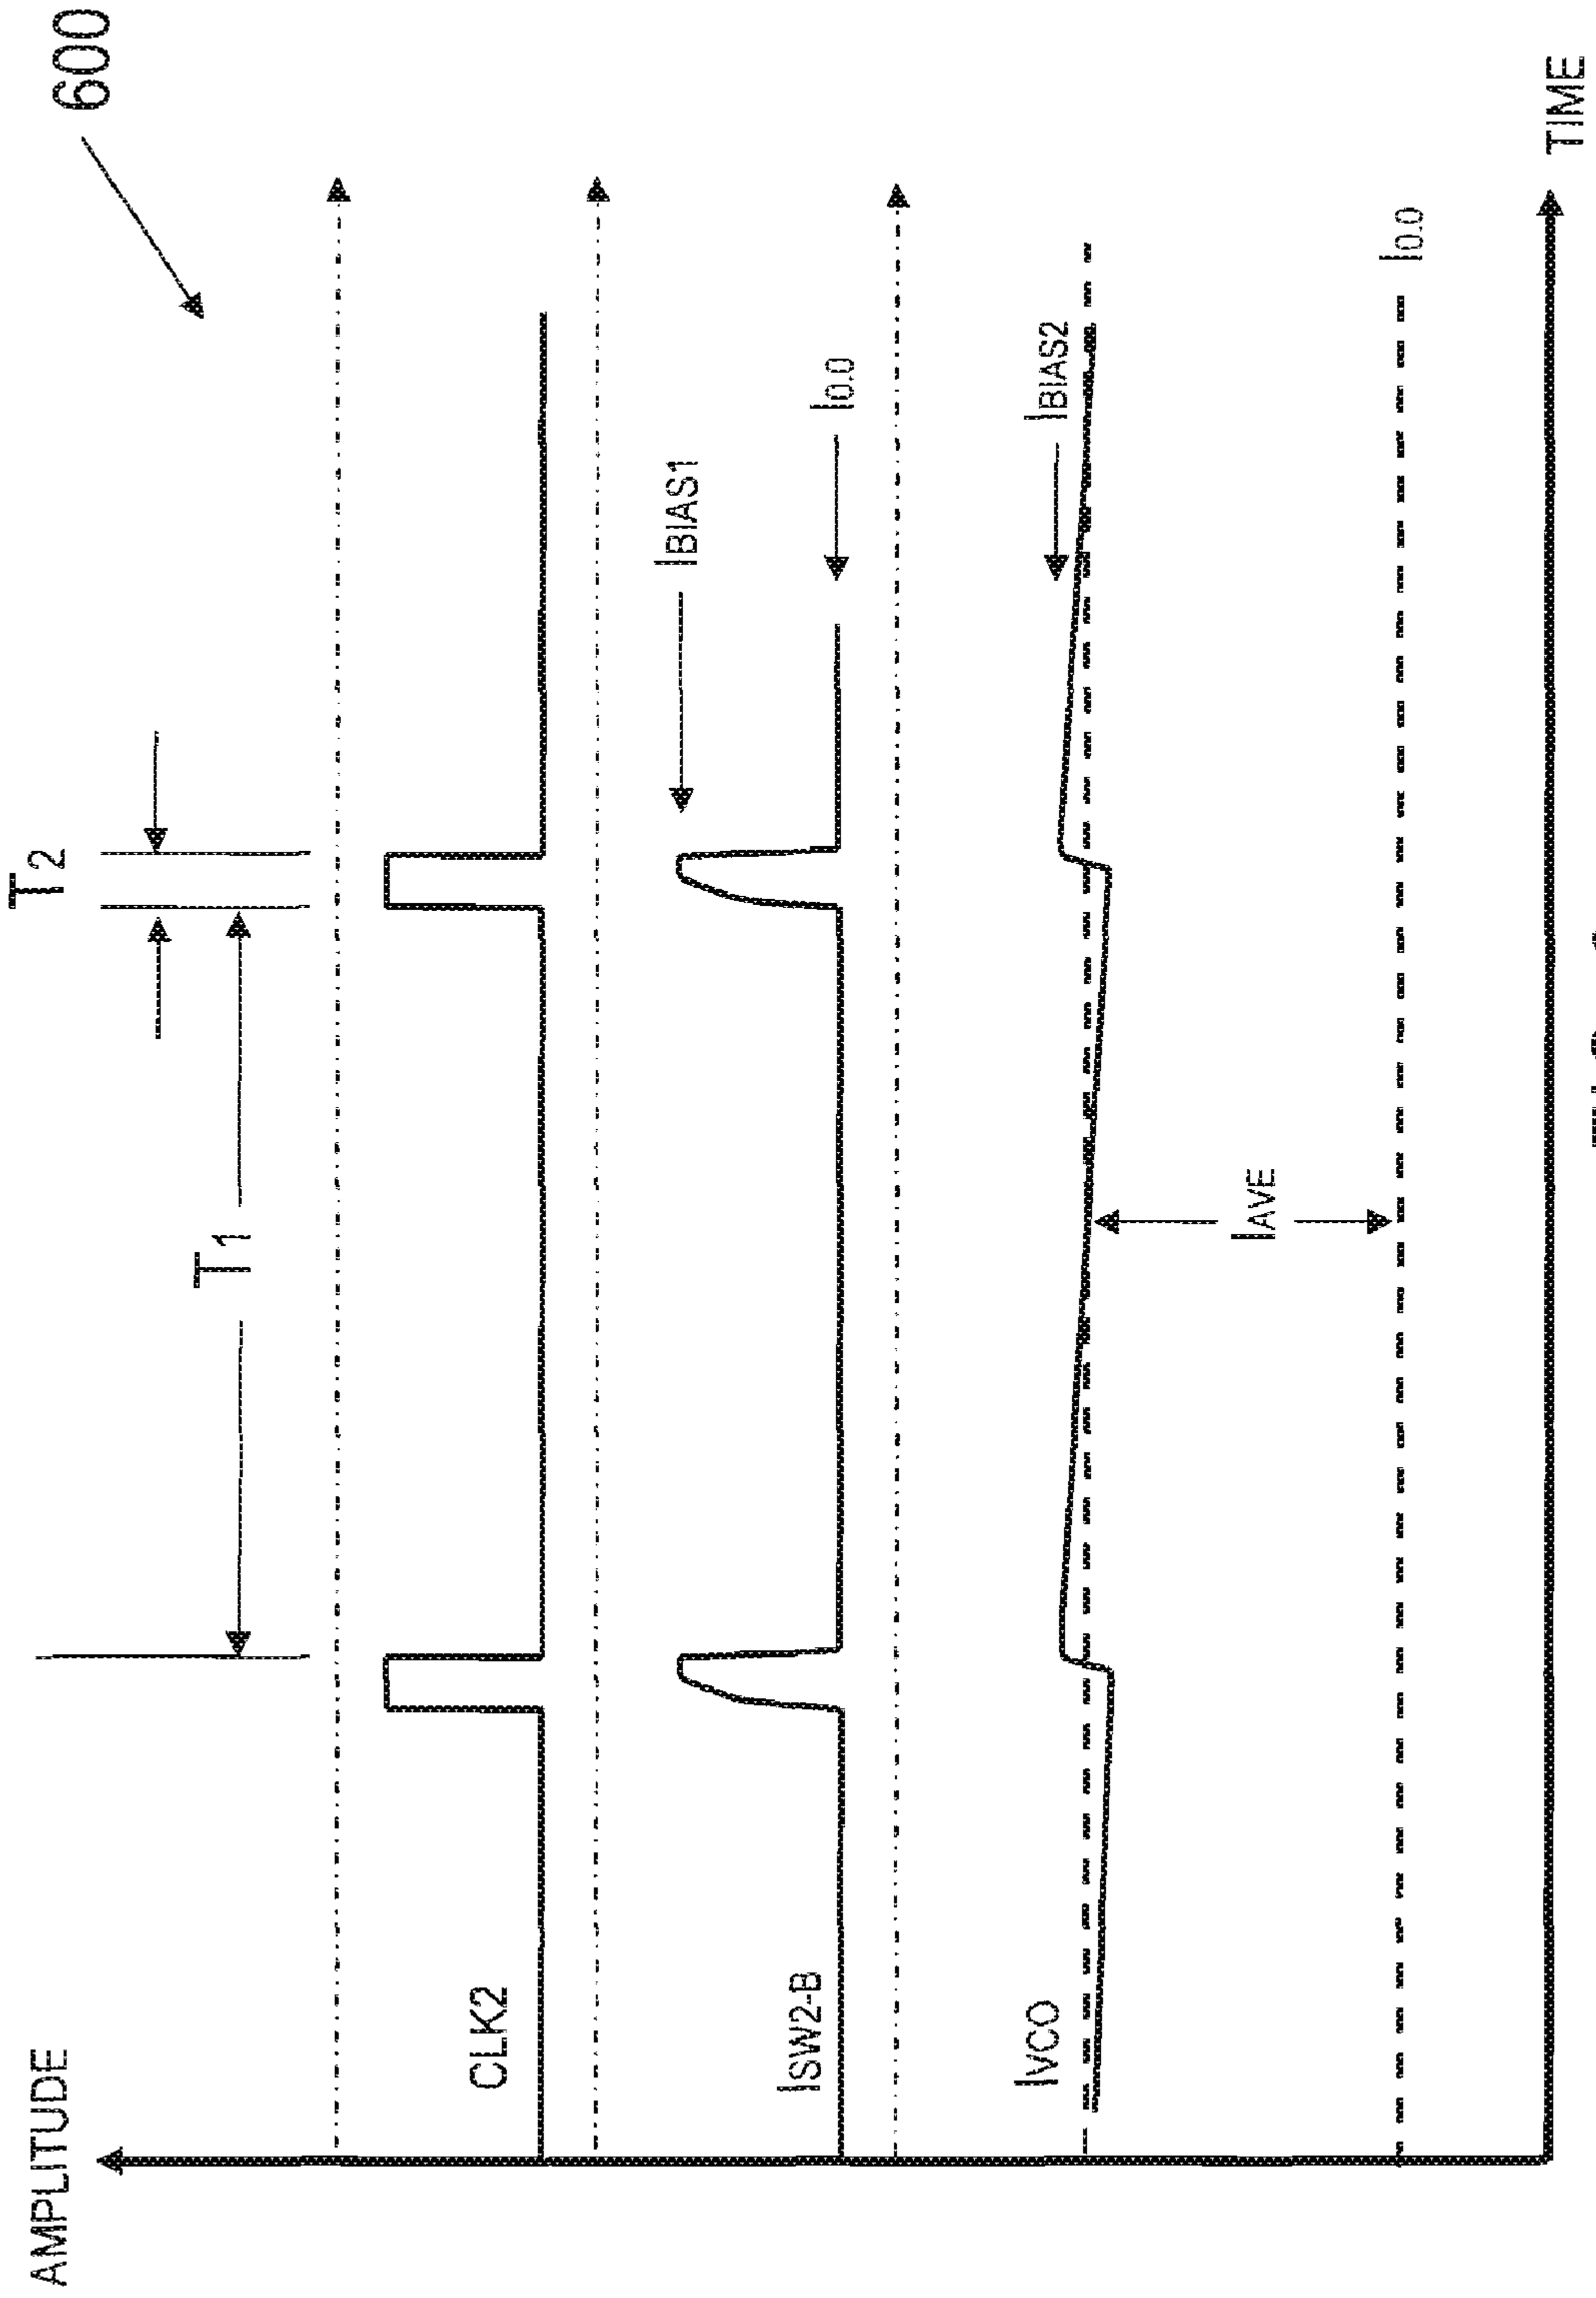 600
AMPLITUDE
T2
T1
CLK2
IBIAS1
ISW2-B
I0.0
IVCO
IBIAS2
IAVE
I0.0
TIME